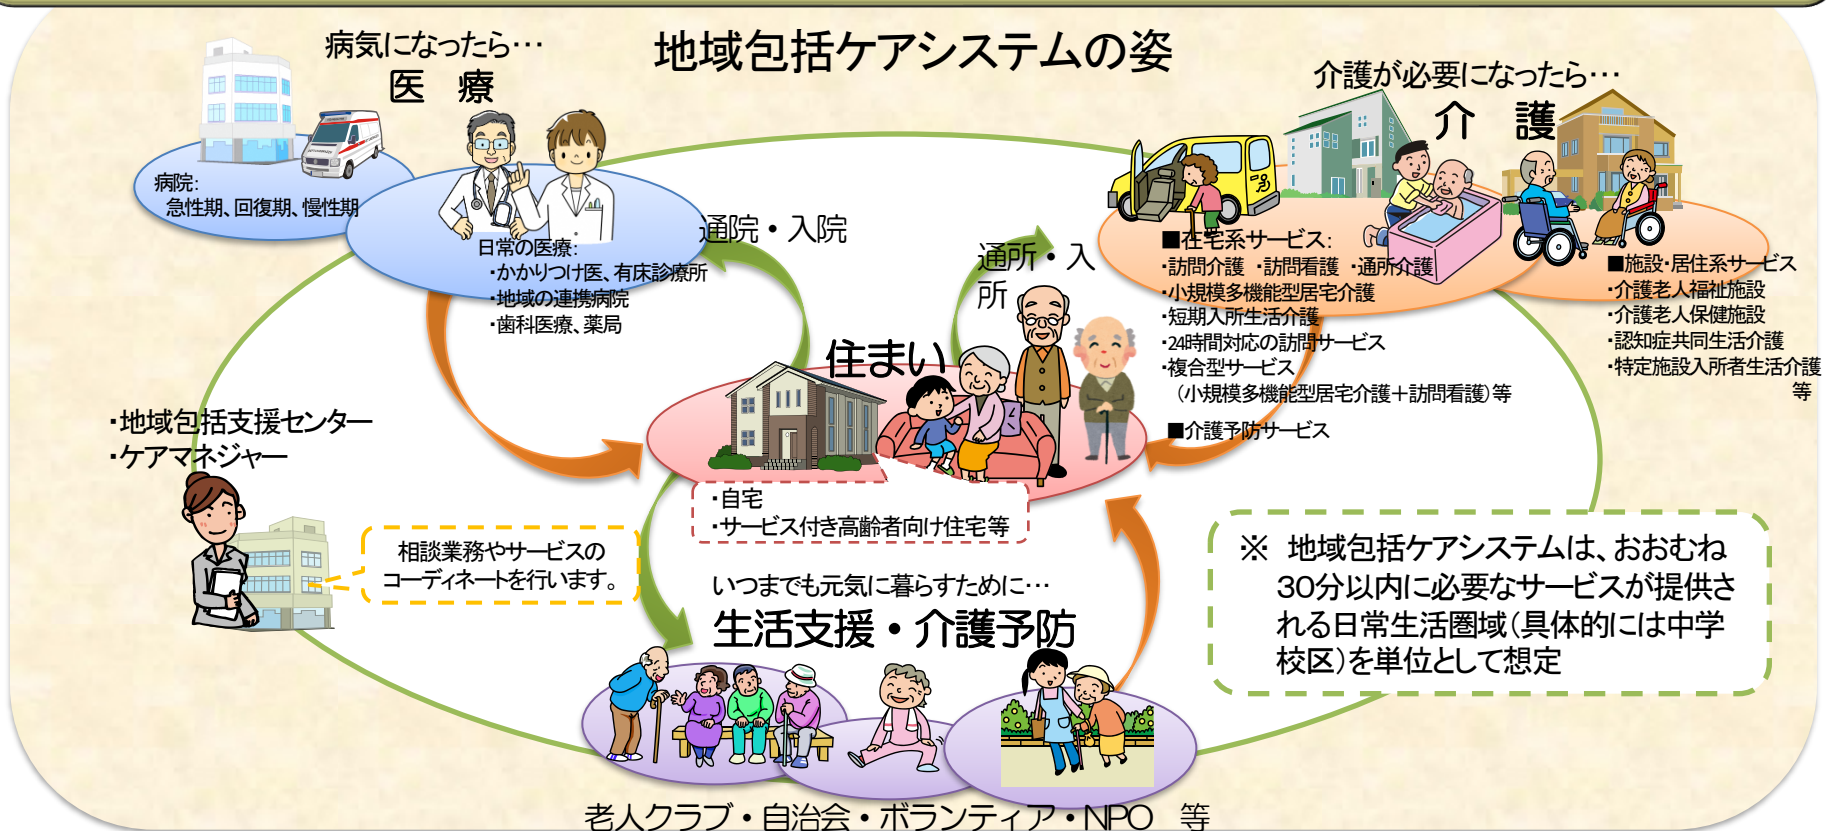 地域包括ケアシステムの姿
病気になったら…
医 療
病院:
急性期、回復期、慢性期
日常の医療:
・かかりつけ医、有床診療所
・地域の連携病院
・歯科医療、薬局
通院・入院
通所・入
所
介護が必要になったら…
介 護
■在宅系サービス:
・訪問介護 ・訪問看護 ・通所介護
・小規模多機能型居宅介護
・短期入所生活介護
・24時間対応の訪問サービス
・複合型サービス
（小規模多機能型居宅介護＋訪問看護）等
■介護予防サービス
■施設・居住系サービス
・介護老人福祉施設
・介護老人保健施設
・認知症共同生活介護
・特定施設入所者生活介護
等
住まい
・自宅
・サービス付き高齢者向け住宅等
・地域包括支援センター
・ケアマネジャー
相談業務やサービスの
コーディネートを行います。
いつまでも元気に暮らすために…
生活支援・介護予防
老人クラブ・自治会・ボランティア・NPO 等
※ 地域包括ケアシステムは、おおむね
30分以内に必要なサービスが提供さ
れる日常生活圏域（具体的には中学
校区）を単位として想定